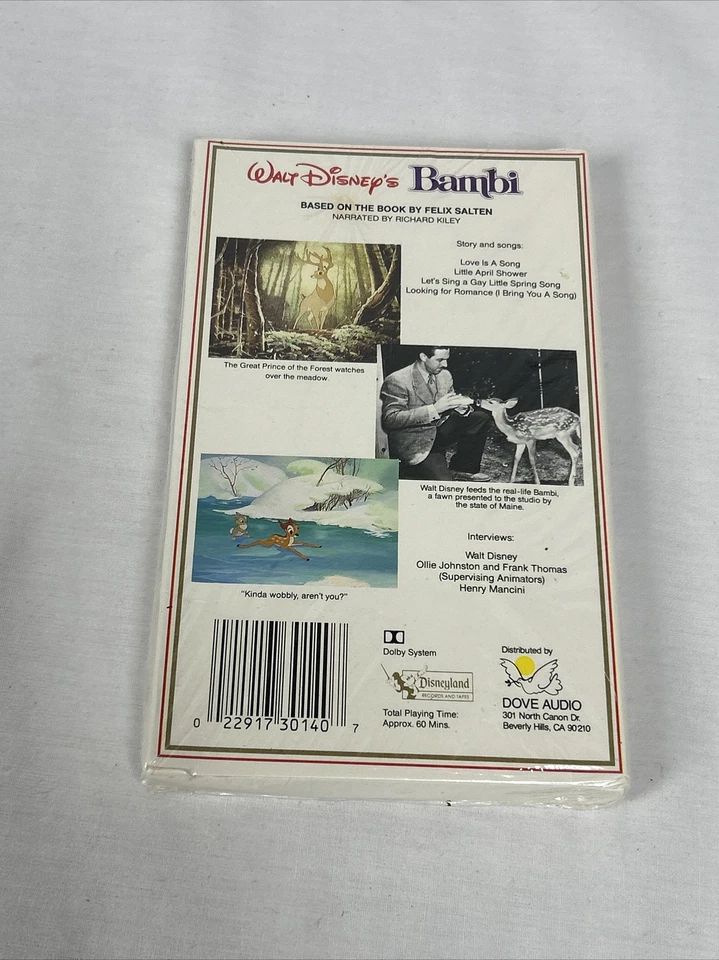 Walt Disney's Bambi
BASED ON THE BOOK BY FELIX SALTEN
NARRATED BY RICHARD KILEY
Story and songs:
Love Is A Song
Little April Shower
Let's Sing a Gay Little Spring Song
Looking for Romance (I Bring You A Song)
The Great Prince of the Forest watches
over the meadow.
Walt Disney feeds the real-life Bambi,
a fawn presented to the studio by
the state of Maine.
Interviews:
Walt Disney
Ollie Johnston and Frank Thomas
(Supervising Animators)
Henry Mancini
"Kinda wobbly, aren't you?"
0 22917 30140 7
Dolby System
Disneyland
RECORDS AND TAPES
Total Playing Time:
Approx. 60 Mins.
Distributed by
DOVE AUDIO
301 North Canon Dr.
Beverly Hills, CA 90210